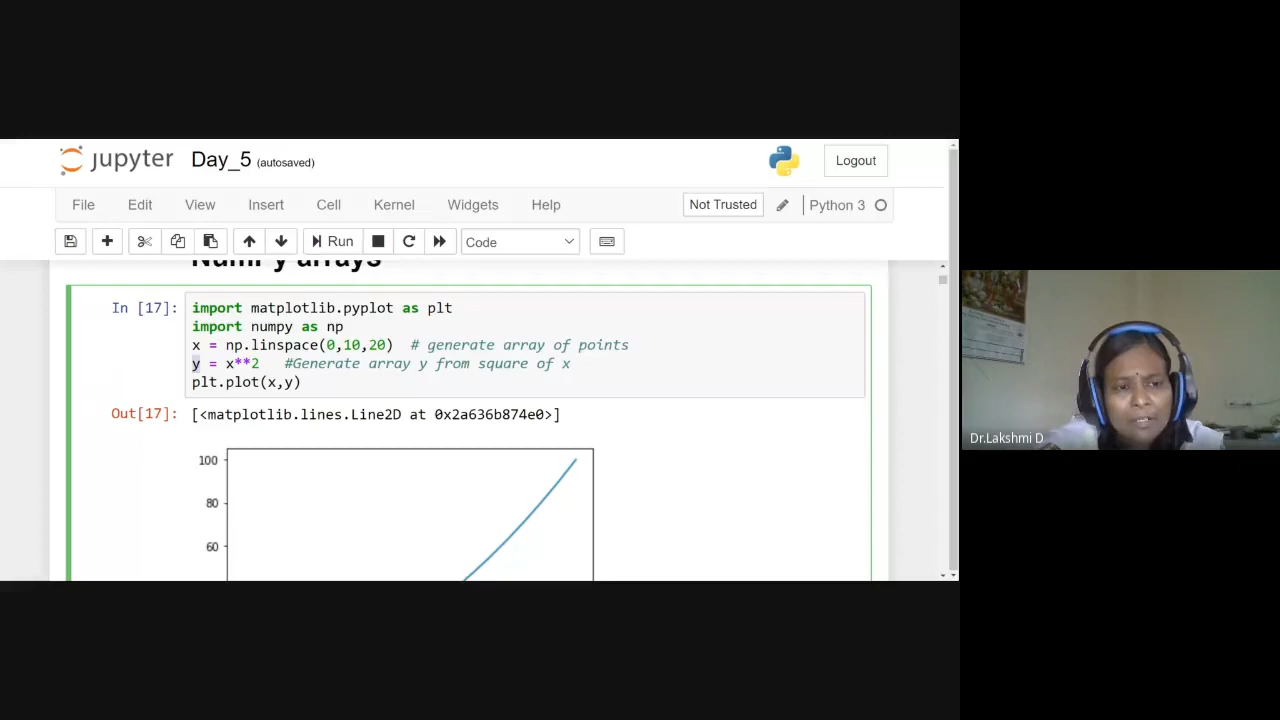 jupyter Day_5 (autosaved)
Logout
File Edit View Insert Cell Kernel Widgets Help
Not Trusted
Python 3
Run
Code
NumPy arrays
In [17]:
import matplotlib.pyplot as plt
import numpy as np
x = np.linspace(0,10,20)  # generate array of points
y = x**2   #Generate array y from square of x
plt.plot(x,y)
Out[17]: [<matplotlib.lines.Line2D at 0x2a636b874e0>]
100
80
60
Dr.Lakshmi D